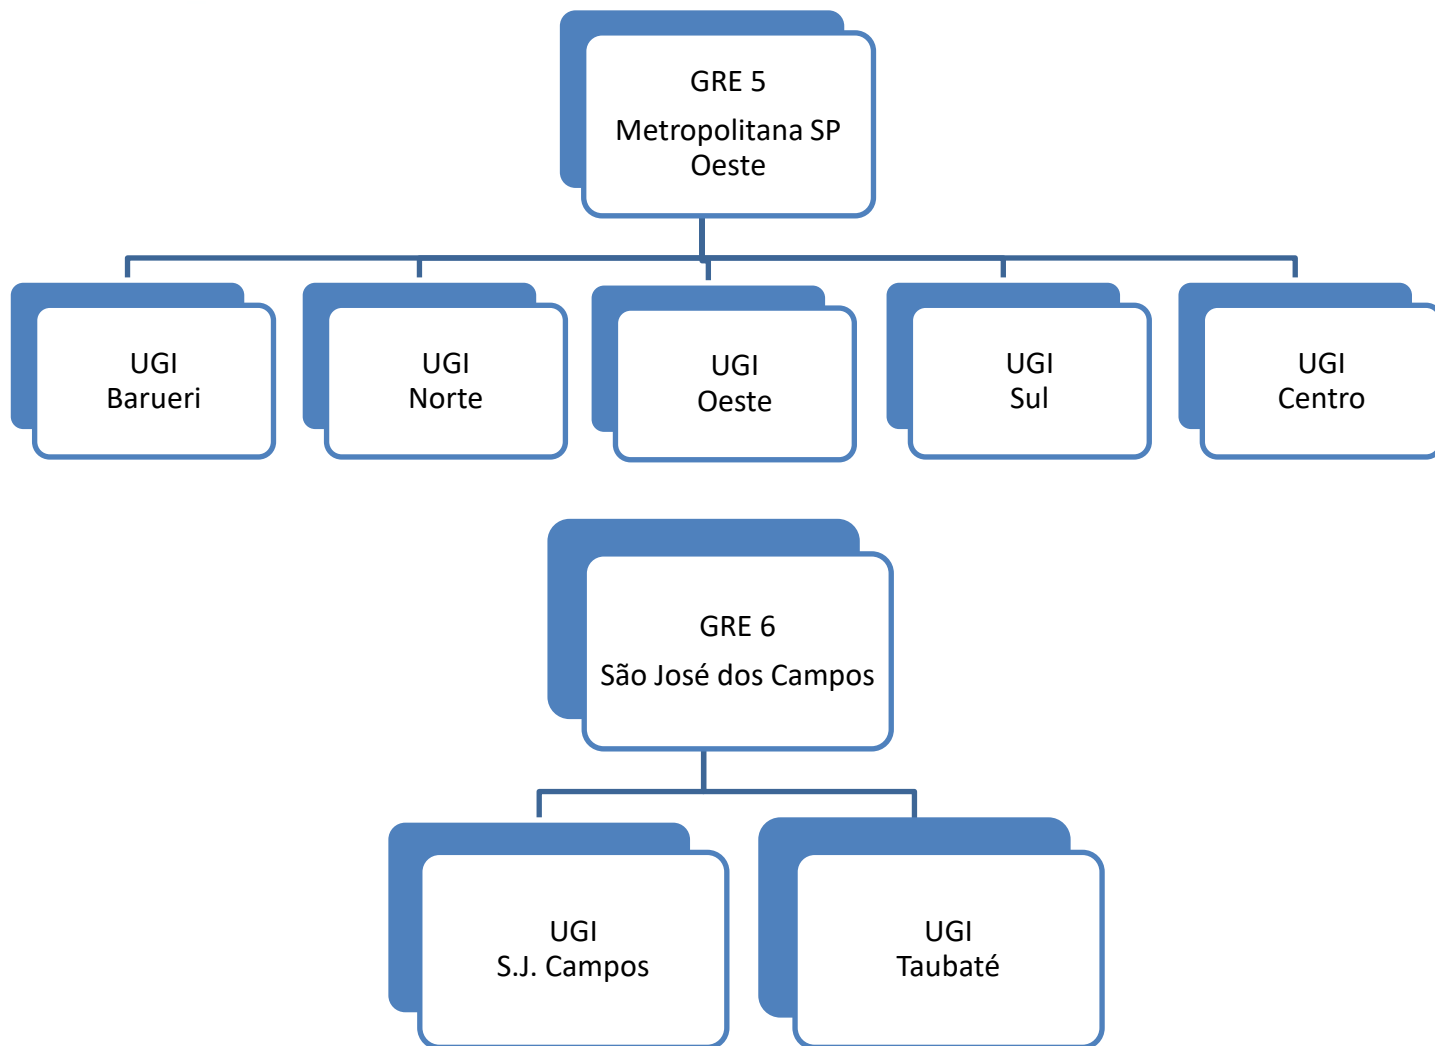 GRE 5
Metropolitana SP
Oeste
UGI
Barueri
UGI
Norte
UGI
Oeste
UGI
Sul
UGI
Centro
GRE 6
São José dos Campos
UGI
S.J. Campos
UGI
Taubaté